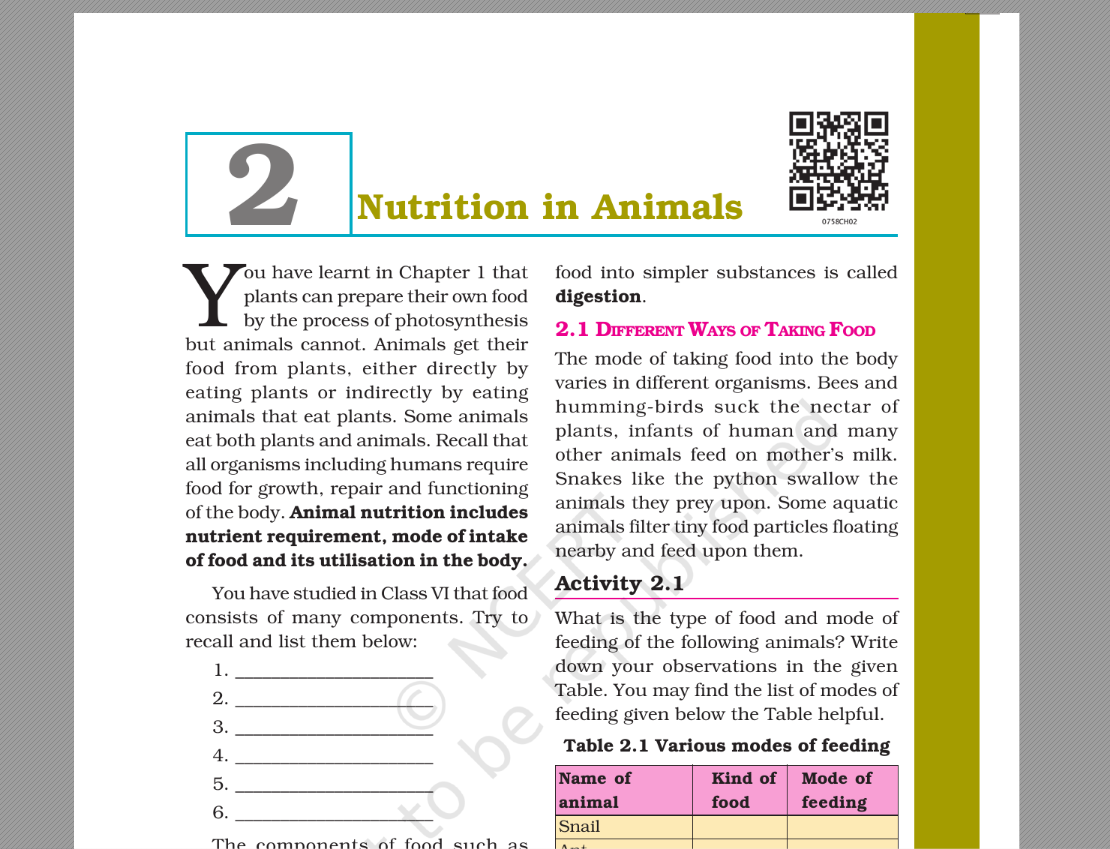 2
Nutrition in Animals
0758CH02
You have learnt in Chapter 1 that
plants can prepare their own food
by the process of photosynthesis
but animals cannot. Animals get their
food from plants, either directly by
eating plants or indirectly by eating
animals that eat plants. Some animals
eat both plants and animals. Recall that
all organisms including humans require
food for growth, repair and functioning
of the body. Animal nutrition includes
nutrient requirement, mode of intake
of food and its utilisation in the body.
You have studied in Class VI that food
consists of many components. Try to
recall and list them below:
1. ______________________
2. ______________________
3. ______________________
4. ______________________
5. ______________________
6. ______________________
The components of food such as
food into simpler substances is called
digestion.
2.1 DIFFERENT WAYS OF TAKING FOOD
The mode of taking food into the body
varies in different organisms. Bees and
humming-birds suck the nectar of
plants, infants of human and many
other animals feed on mother's milk.
Snakes like the python swallow the
animals they prey upon. Some aquatic
animals filter tiny food particles floating
nearby and feed upon them.
Activity 2.1
What is the type of food and mode of
feeding of the following animals? Write
down your observations in the given
Table. You may find the list of modes of
feeding given below the Table helpful.
Table 2.1 Various modes of feeding
Name of animal
Kind of food
Mode of feeding
Snail
© NCERT
to be republished